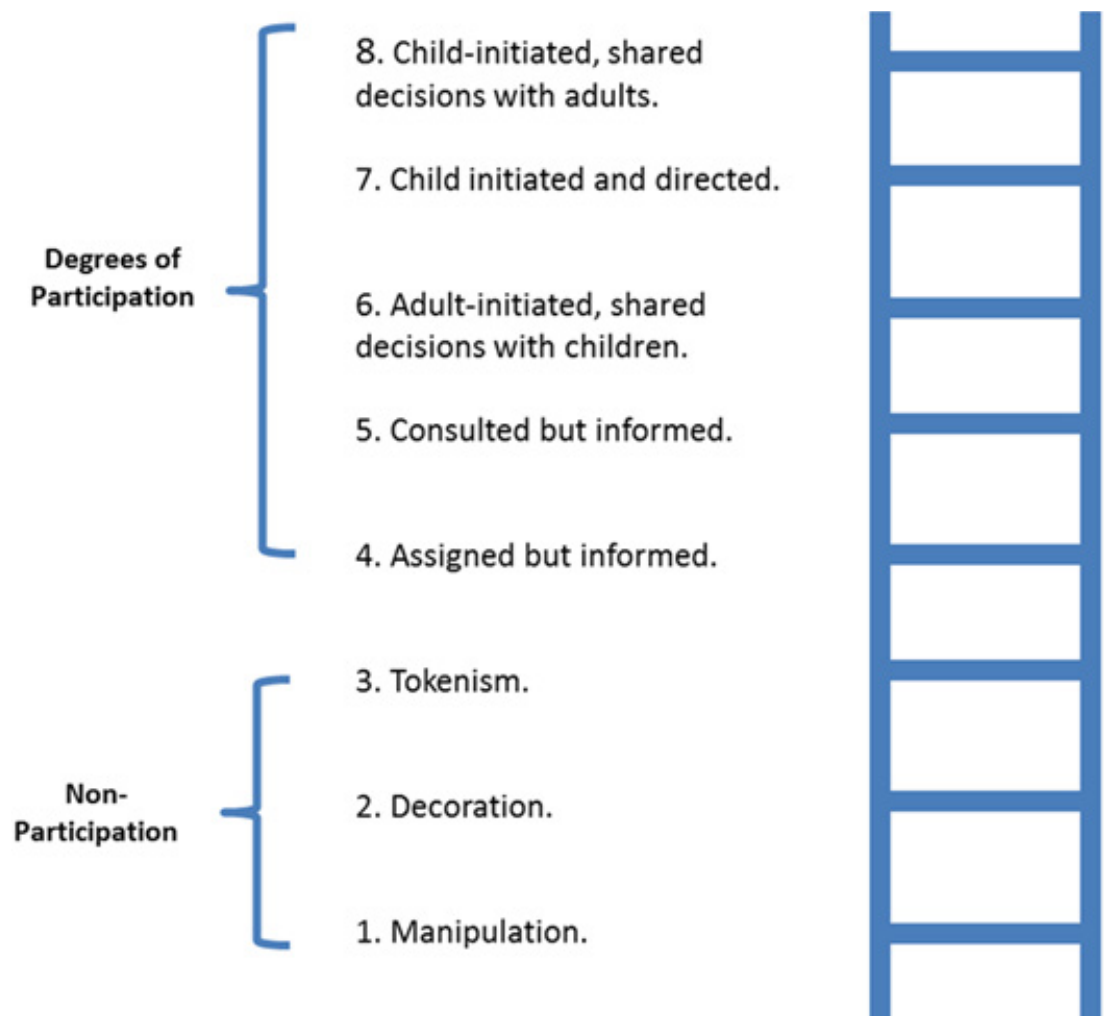 8. Child-initiated, shared
decisions with adults.
7. Child initiated and directed.
Degrees of
Participation
6. Adult-initiated, shared
decisions with children.
5. Consulted but informed.
4. Assigned but informed.
3. Tokenism.
Non-
Participation
2. Decoration.
1. Manipulation.